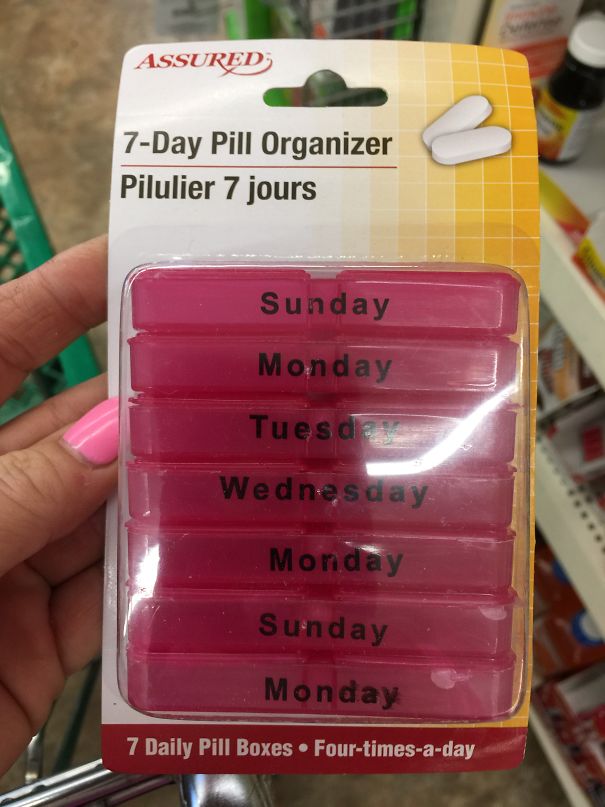 ASSURED
7-Day Pill Organizer
Pilulier 7 jours
Sunday
Monday
Tuesday
Wednesday
Monday
Sunday
Monday
7 Daily Pill Boxes • Four-times-a-day